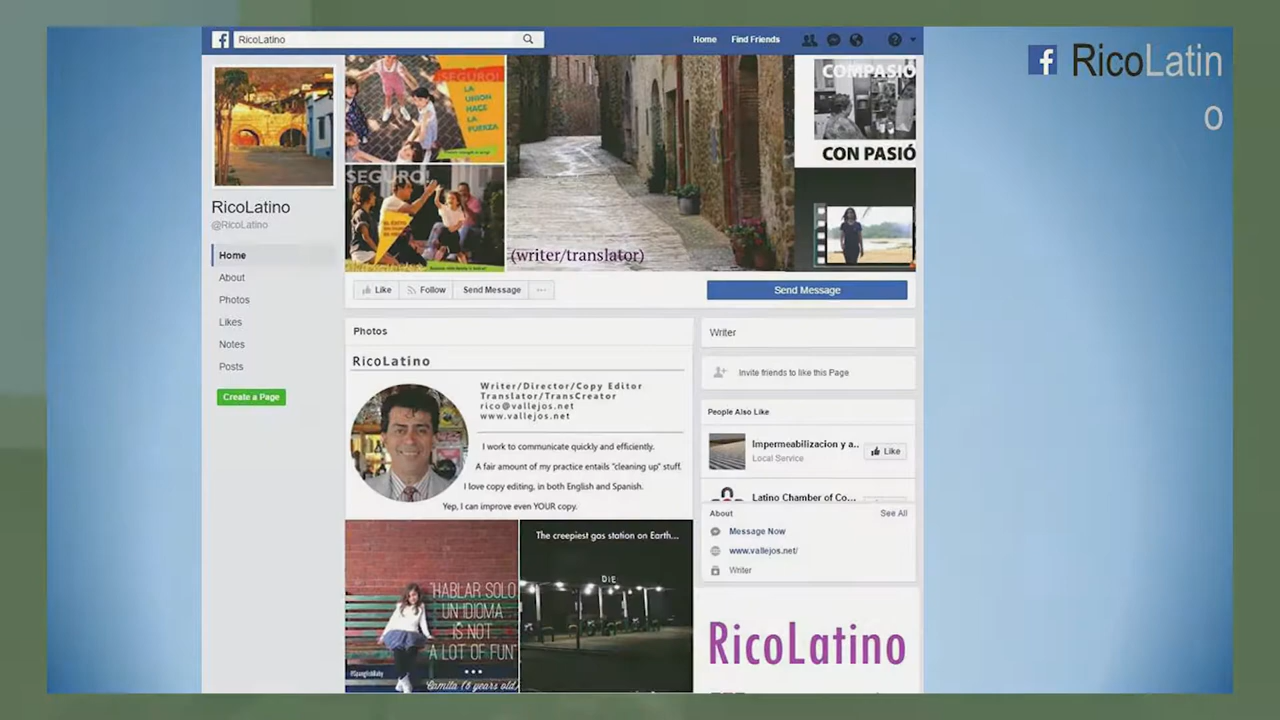 RicoLatino
Home
Find Friends
RicoLatin
o
¡SEGURO!
LA
UNION
HACE
LA
FUERZA
COMPASIÓ
CON PASIÓ
SEGURO!
(writer/translator)
RicoLatino
@RicoLatino
Home
About
Photos
Likes
Notes
Posts
Create a Page
Like
Follow
Send Message
Send Message
Photos
RicoLatino
Writer/Director/Copy Editor
Translator/TransCreator
rico@vallejos.net
www.vallejos.net
I work to communicate quickly and efficiently.
A fair amount of my practice entails "cleaning up" stuff.
I love copy editing, in both English and Spanish.
Yep, I can improve even YOUR copy.
"HABLAR SOLO
UN IDIOMA
IS NOT
A LOT OF FUN"
Camila (8 years old)
#SpanglishBaby
The creepiest gas station on Earth...
DIE
Writer
Invite friends to like this Page
People Also Like
Impermeabilizacion y a..
Local Service
Like
Latino Chamber of Co...
About
See All
Message Now
www.vallejos.net/
Writer
RicoLatino